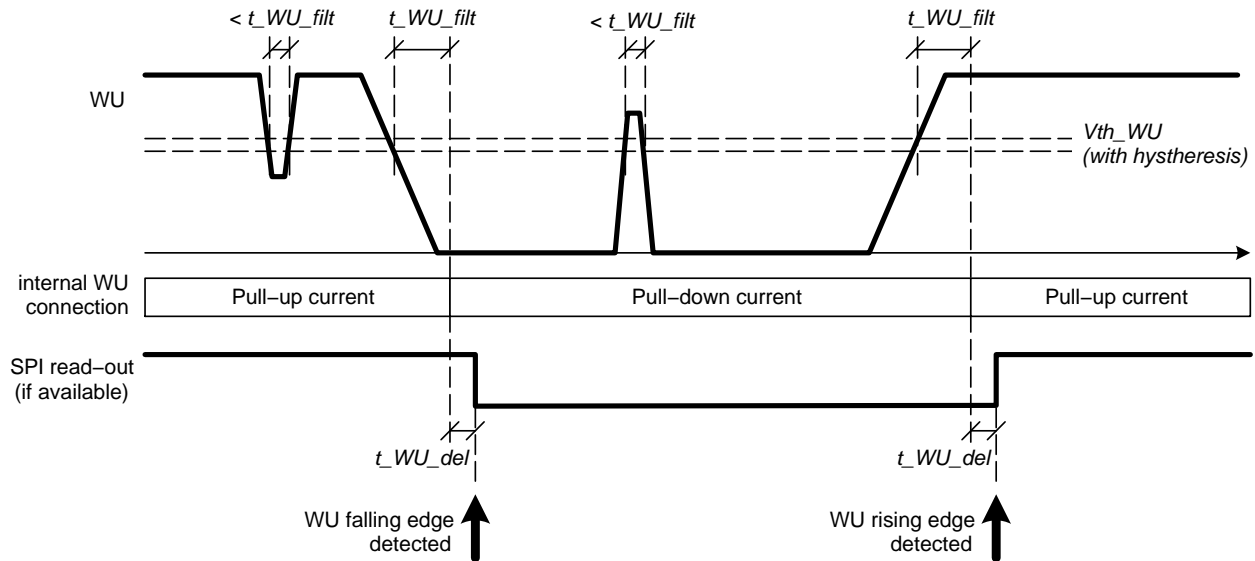 < t_WU_filt
t_WU_filt
< t_WU_filt
t_WU_filt
WU
Vth_WU
(with hystheresis)
internal WU
connection
Pull−up current
Pull−down current
Pull−up current
SPI read−out
(if available)
t_WU_del
t_WU_del
WU falling edge
detected
WU rising edge
detected